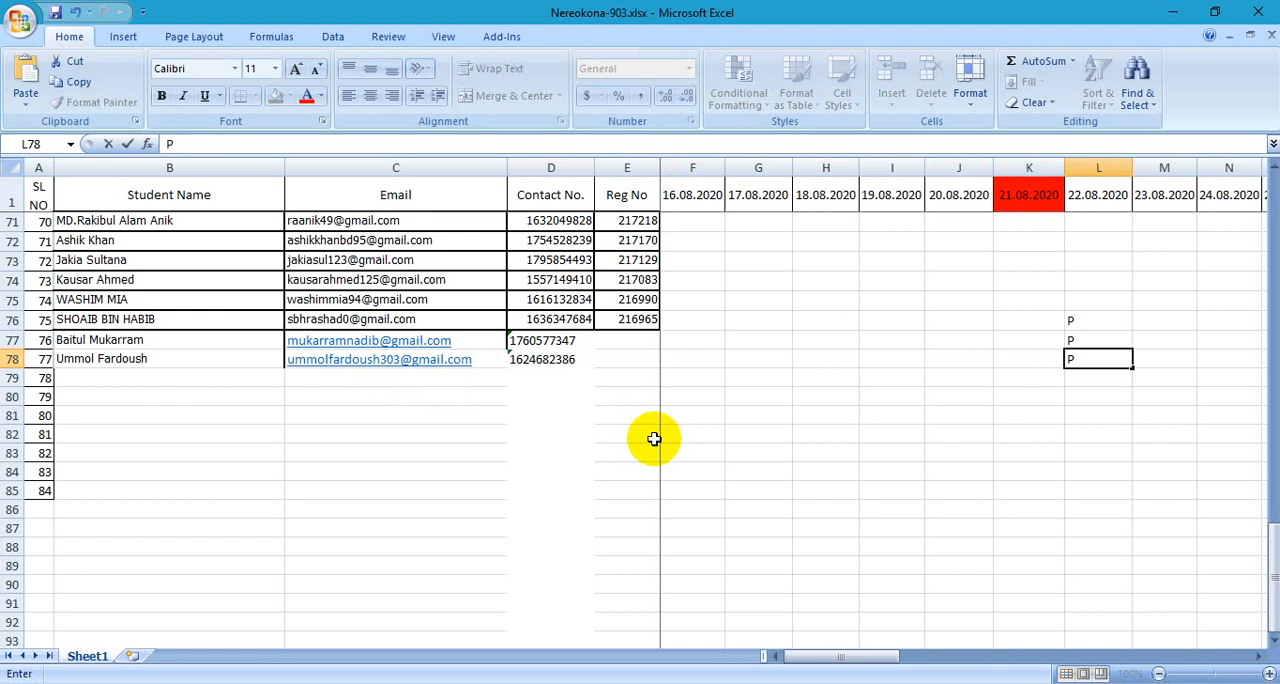 Nereokona-903.xlsx - Microsoft Excel
Home Insert Page Layout Formulas Data Review View Add-Ins
Cut
Copy
Format Painter
Paste
Clipboard
Calibri 11
B I U
Font
Wrap Text
Merge & Center
Alignment
General
$ % ,
Number
Conditional Formatting
Format as Table
Cell Styles
Styles
Insert Delete Format
Cells
Σ AutoSum
Fill
Clear
Sort & Filter
Find & Select
Editing
L78 fx P
A B C D E F G H I J K L M N
1 SL NO Student Name Email Contact No. Reg No 16.08.2020 17.08.2020 18.08.2020 19.08.2020 20.08.2020 21.08.2020 22.08.2020 23.08.2020 24.08.2020
71 70 MD.Rakibul Alam Anik raanik49@gmail.com 1632049828 217218
72 71 Ashik Khan ashikkhanbd95@gmail.com 1754528239 217170
73 72 Jakia Sultana jakiasul123@gmail.com 1795854493 217129
74 73 Kausar Ahmed kausarahmed125@gmail.com 1557149410 217083
75 74 WASHIM MIA washimmia94@gmail.com 1616132834 216990
76 75 SHOAIB BIN HABIB sbhrashad0@gmail.com 1636347684 216965 P
77 76 Baitul Mukarram mukarramnadib@gmail.com 1760577347 P
78 77 Ummol Fardoush ummolfardoush303@gmail.com 1624682386 P
79 78
80 79
81 80
82 81
83 82
84 83
85 84
86
87
88
89
90
91
92
93
Sheet1
Enter 100%